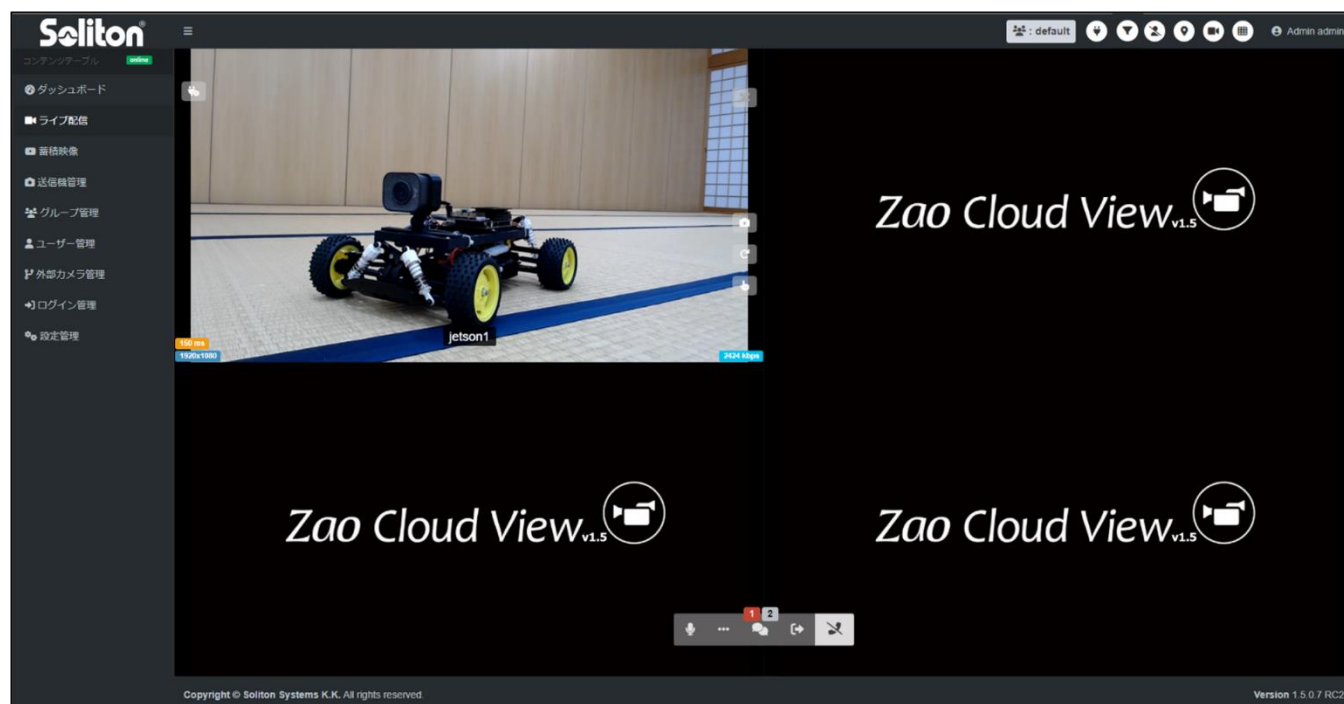 Soliton®
: default
Admin admin
コンテンツテーブル online
ダッシュボード
ライブ配信
蓄積映像
送信機管理
グループ管理
ユーザー管理
外部カメラ管理
ログイン管理
設定管理
jetson1
150 ms
1920x1080
2424 kbps
Zao Cloud View v1.5
Zao Cloud View v1.5
Zao Cloud View v1.5
1 2
Copyright © Soliton Systems K.K. All rights reserved.
Version 1.5.0.7 RC2